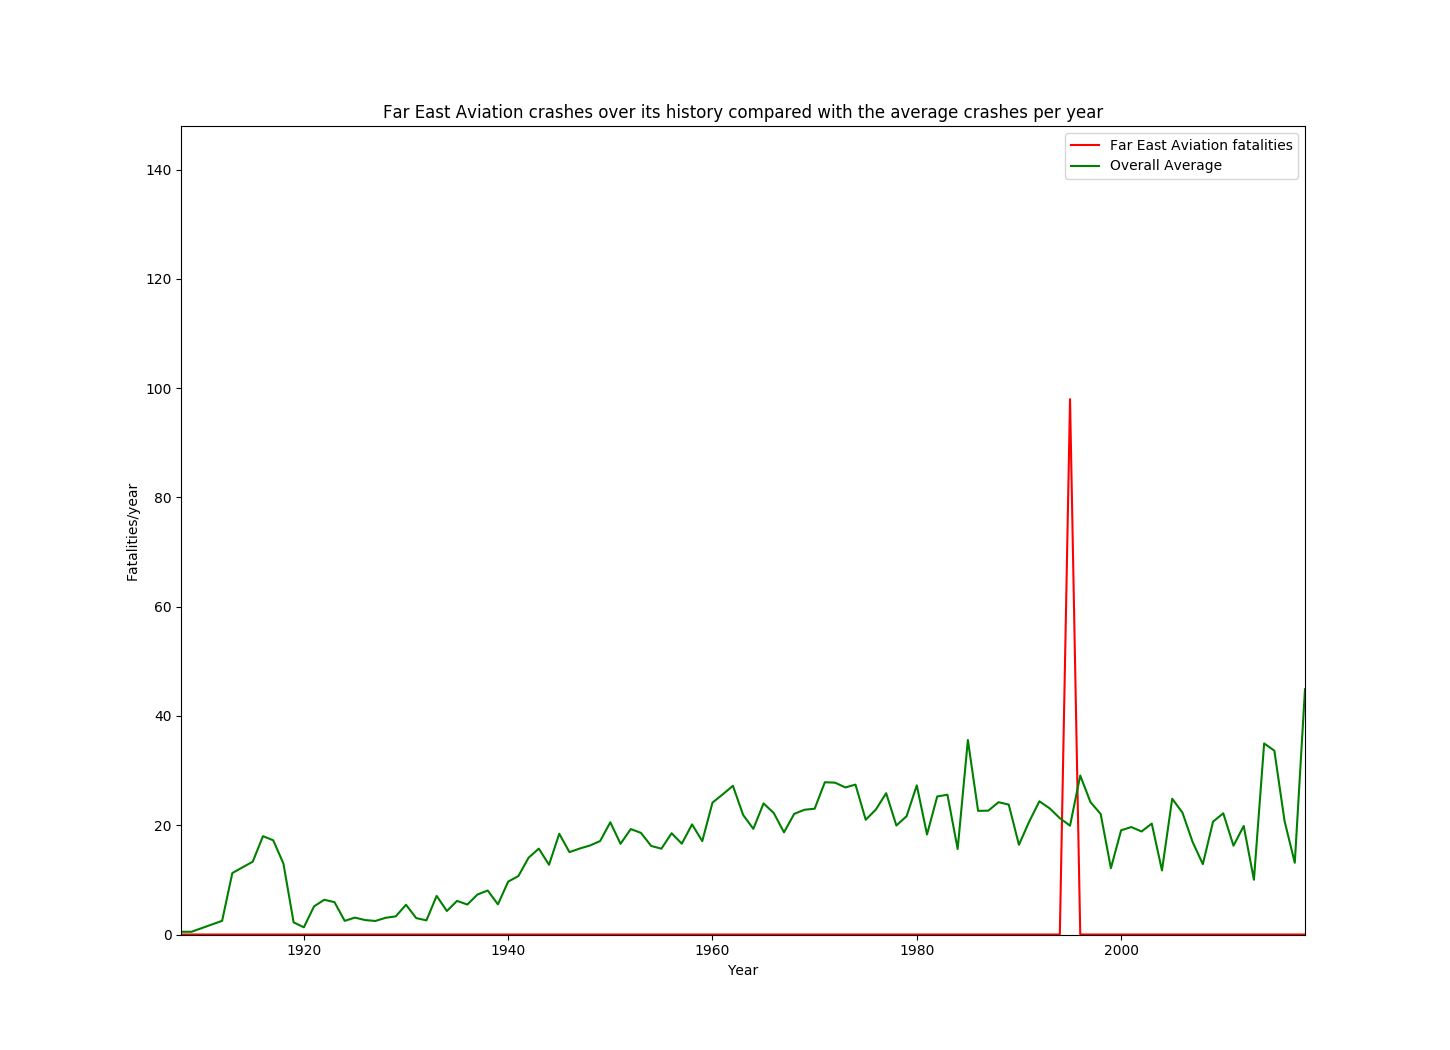 Far East Aviation crashes over its history compared with the average crashes per year
Far East Aviation fatalities
Overall Average
140
120
100
80
60
40
20
0
Fatalities/year
1920 1940 1960 1980 2000
Year